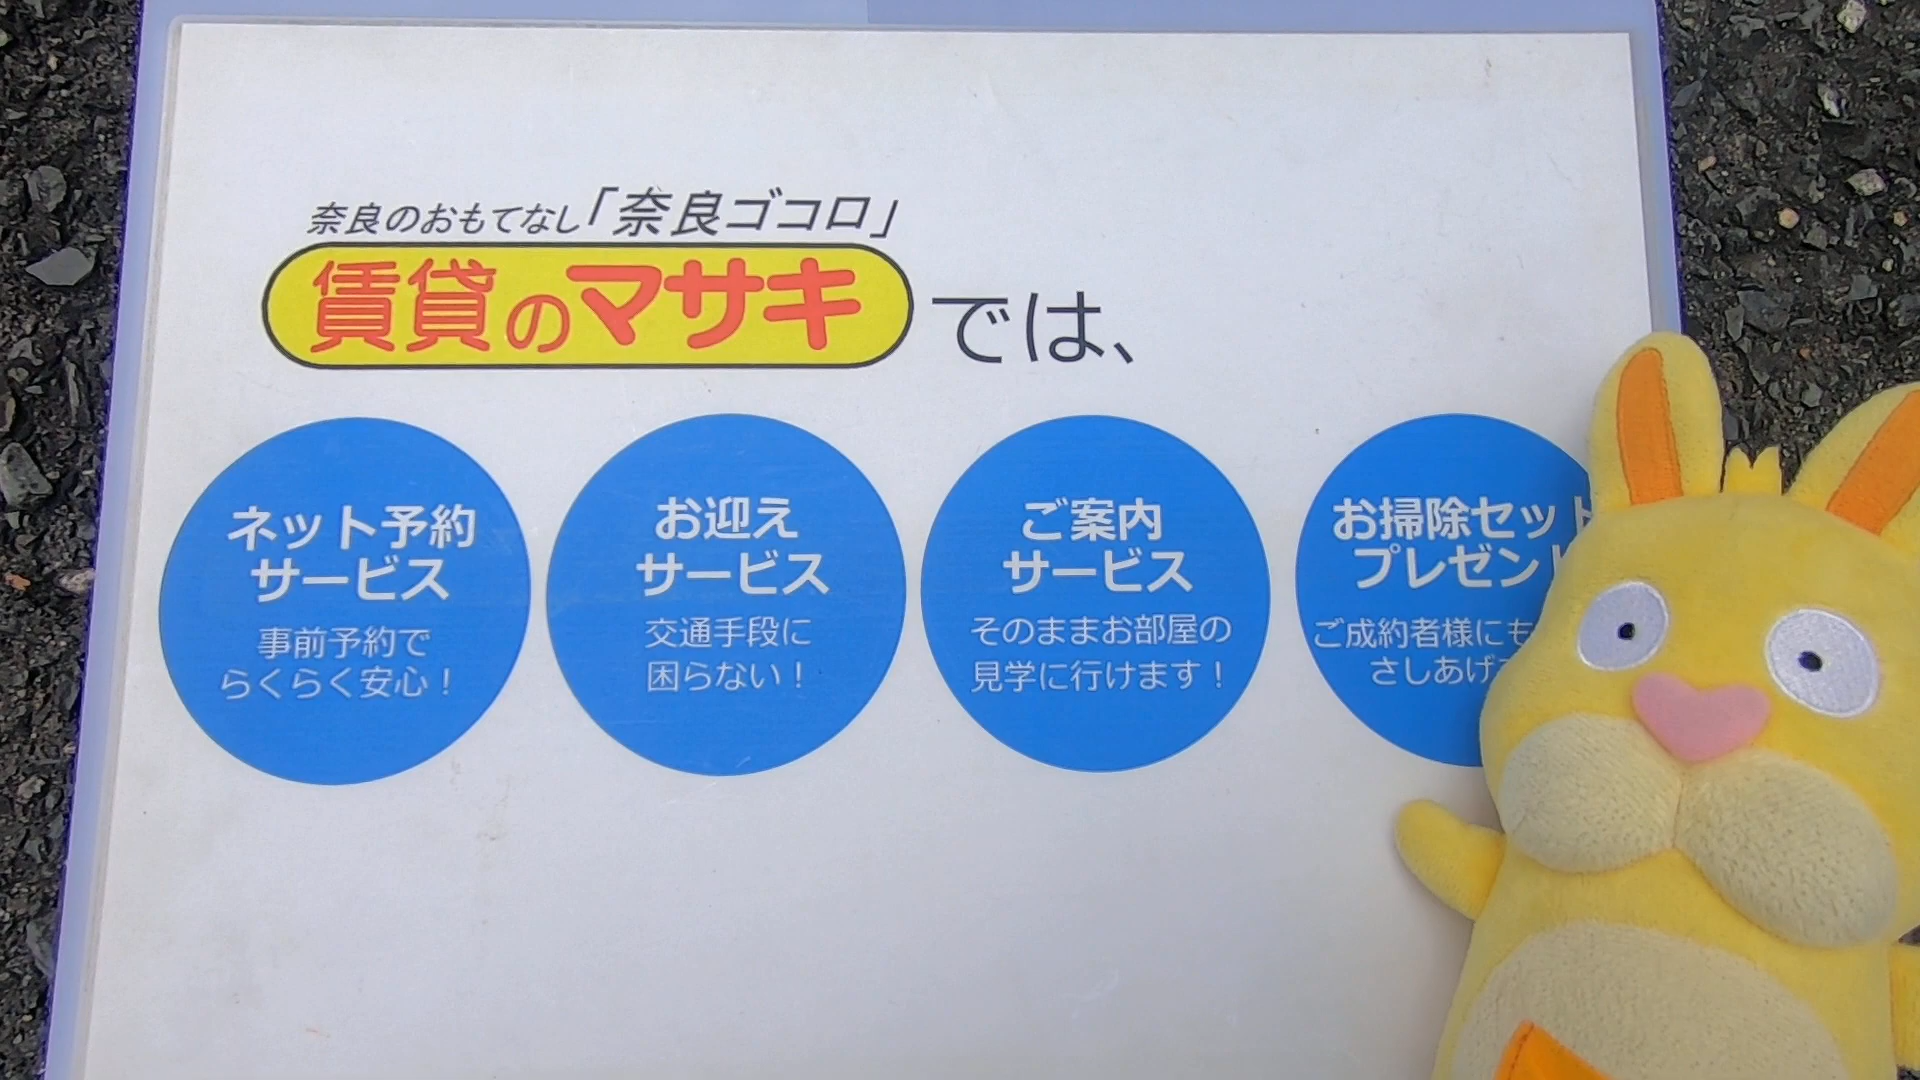 奈良のおもてなし「奈良ゴコロ」
賃貸のマサキでは、
ネット予約
サービス
事前予約で
らくらく安心!
お迎え
サービス
交通手段に
困らない!
ご案内
サービス
そのままお部屋の
見学に行けます!
お掃除セット
プレゼント
ご成約者様にも
さしあげ